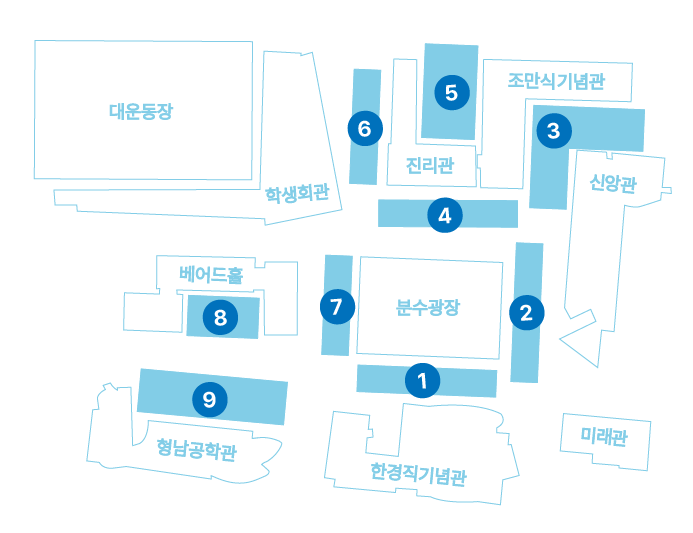 대운동장
학생회관
6
진리관
5
조만식기념관
3
신앙관
4
베어드홀
8
7
분수광장
2
1
9
형남공학관
한경직기념관
미래관